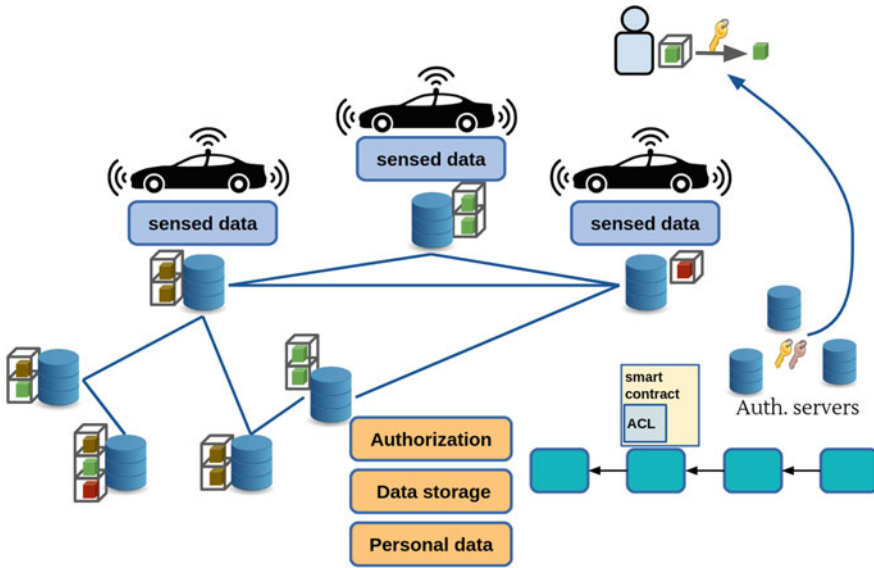 sensed data
sensed data
sensed data
smart
contract
ACL
Auth. servers
Authorization
Data storage
Personal data